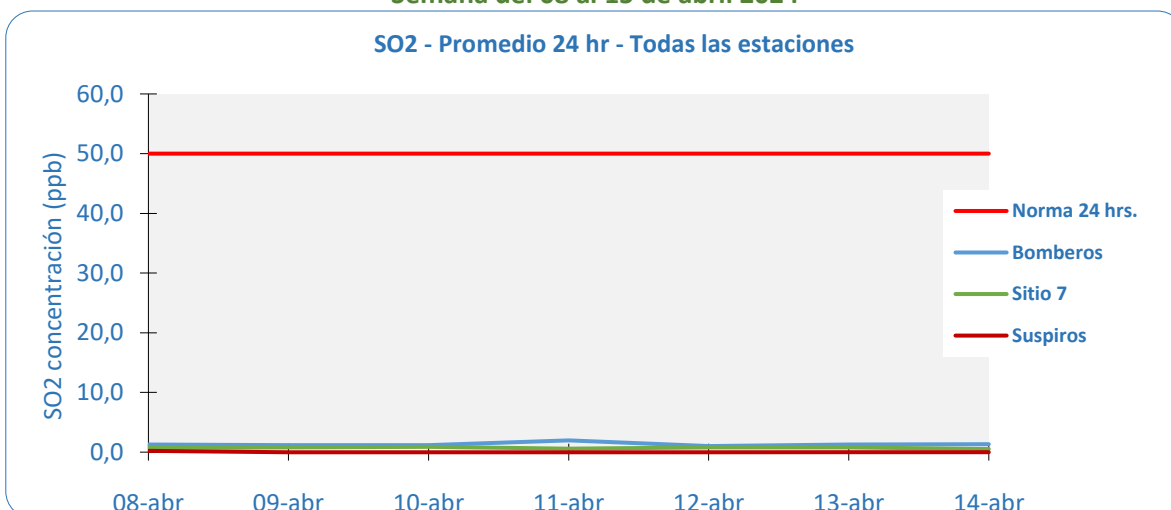 SO2 - Promedio 24 hr - Todas las estaciones
60,0
50,0
40,0
30,0
20,0
10,0
0,0
SO2 concentración (ppb)
08-abr 09-abr 10-abr 11-abr 12-abr 13-abr 14-abr
Norma 24 hrs.
Bomberos
Sitio 7
Suspiros